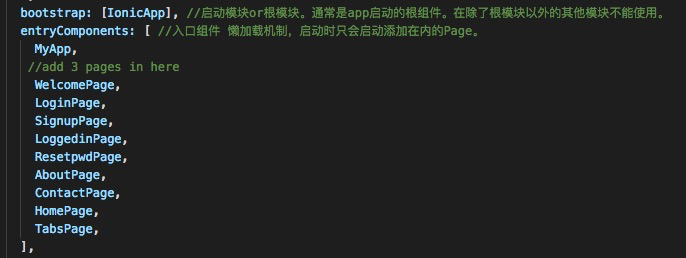 bootstrap: [IonicApp], //启动模块or根模块。通常是app启动的根组件。在除了根模块以外的其他模块不能使用。
entryComponents: [ //入口组件 懒加载机制，启动时只会启动添加在内的Page。
MyApp,
//add 3 pages in here
WelcomePage,
LoginPage,
SignupPage,
LoggedinPage,
ResetpwdPage,
AboutPage,
ContactPage,
HomePage,
TabsPage,
],